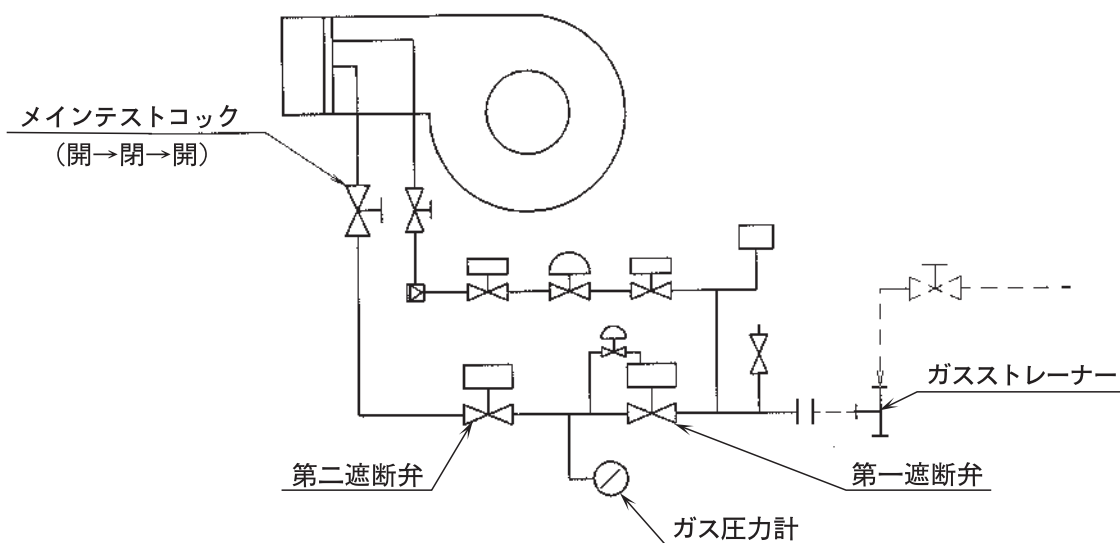 メインテストコック
（開→閉→開）
ガスストレーナー
第二遮断弁
第一遮断弁
ガス圧力計